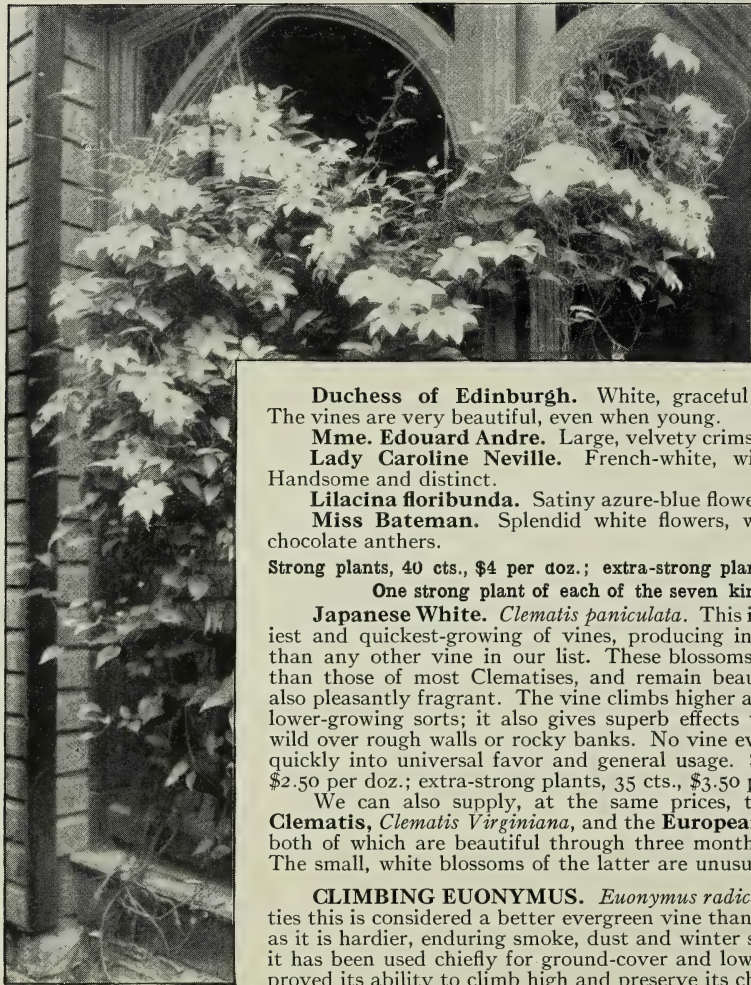 Duchess of Edinburgh. White, graceful
The vines are very beautiful, even when young.
Mme. Edouard Andre. Large, velvety crims
Lady Caroline Neville. French-white, wi
Handsome and distinct.
Lilacina floribunda. Satiny azure-blue flowe
Miss Bateman. Splendid white flowers, w
chocolate anthers.
Strong plants, 40 cts., $4 per doz.; extra-strong plan
One strong plant of each of the seven kin
Japanese White. Clematis paniculata. This i
iest and quickest-growing of vines, producing in
than any other vine in our list. These blossoms
than those of most Clematises, and remain beau
also pleasantly fragrant. The vine climbs higher a
lower-growing sorts; it also gives superb effects
wild over rough walls or rocky banks. No vine ev
quickly into universal favor and general usage.
$2.50 per doz.; extra-strong plants, 35 cts., $3.50 p
We can also supply, at the same prices, t
Clematis, Clematis Virginiana, and the Europea
both of which are beautiful through three month
The small, white blossoms of the latter are unusu
CLIMBING EUONYMUS. Euonymus radic
ties this is considered a better evergreen vine than
as it is hardier, enduring smoke, dust and winter s
it has been used chiefly for ground-cover and low
proved its ability to climb high and preserve its ch